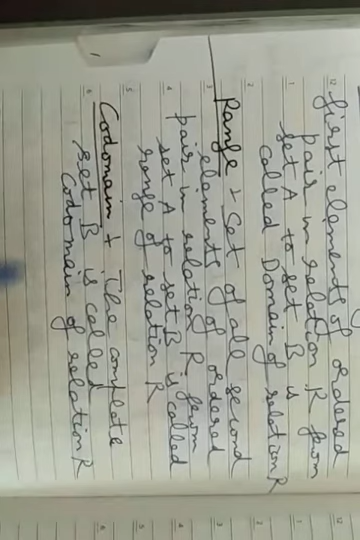 first elements of ordered
pair in relation R from
set A to set B is
called Domain of relation R
Range → Set of all second
elements of ordered
pair in relation R from
set A to set B is called
range of relation R
Codomain → The complete
set B is called
Codomain of relation R